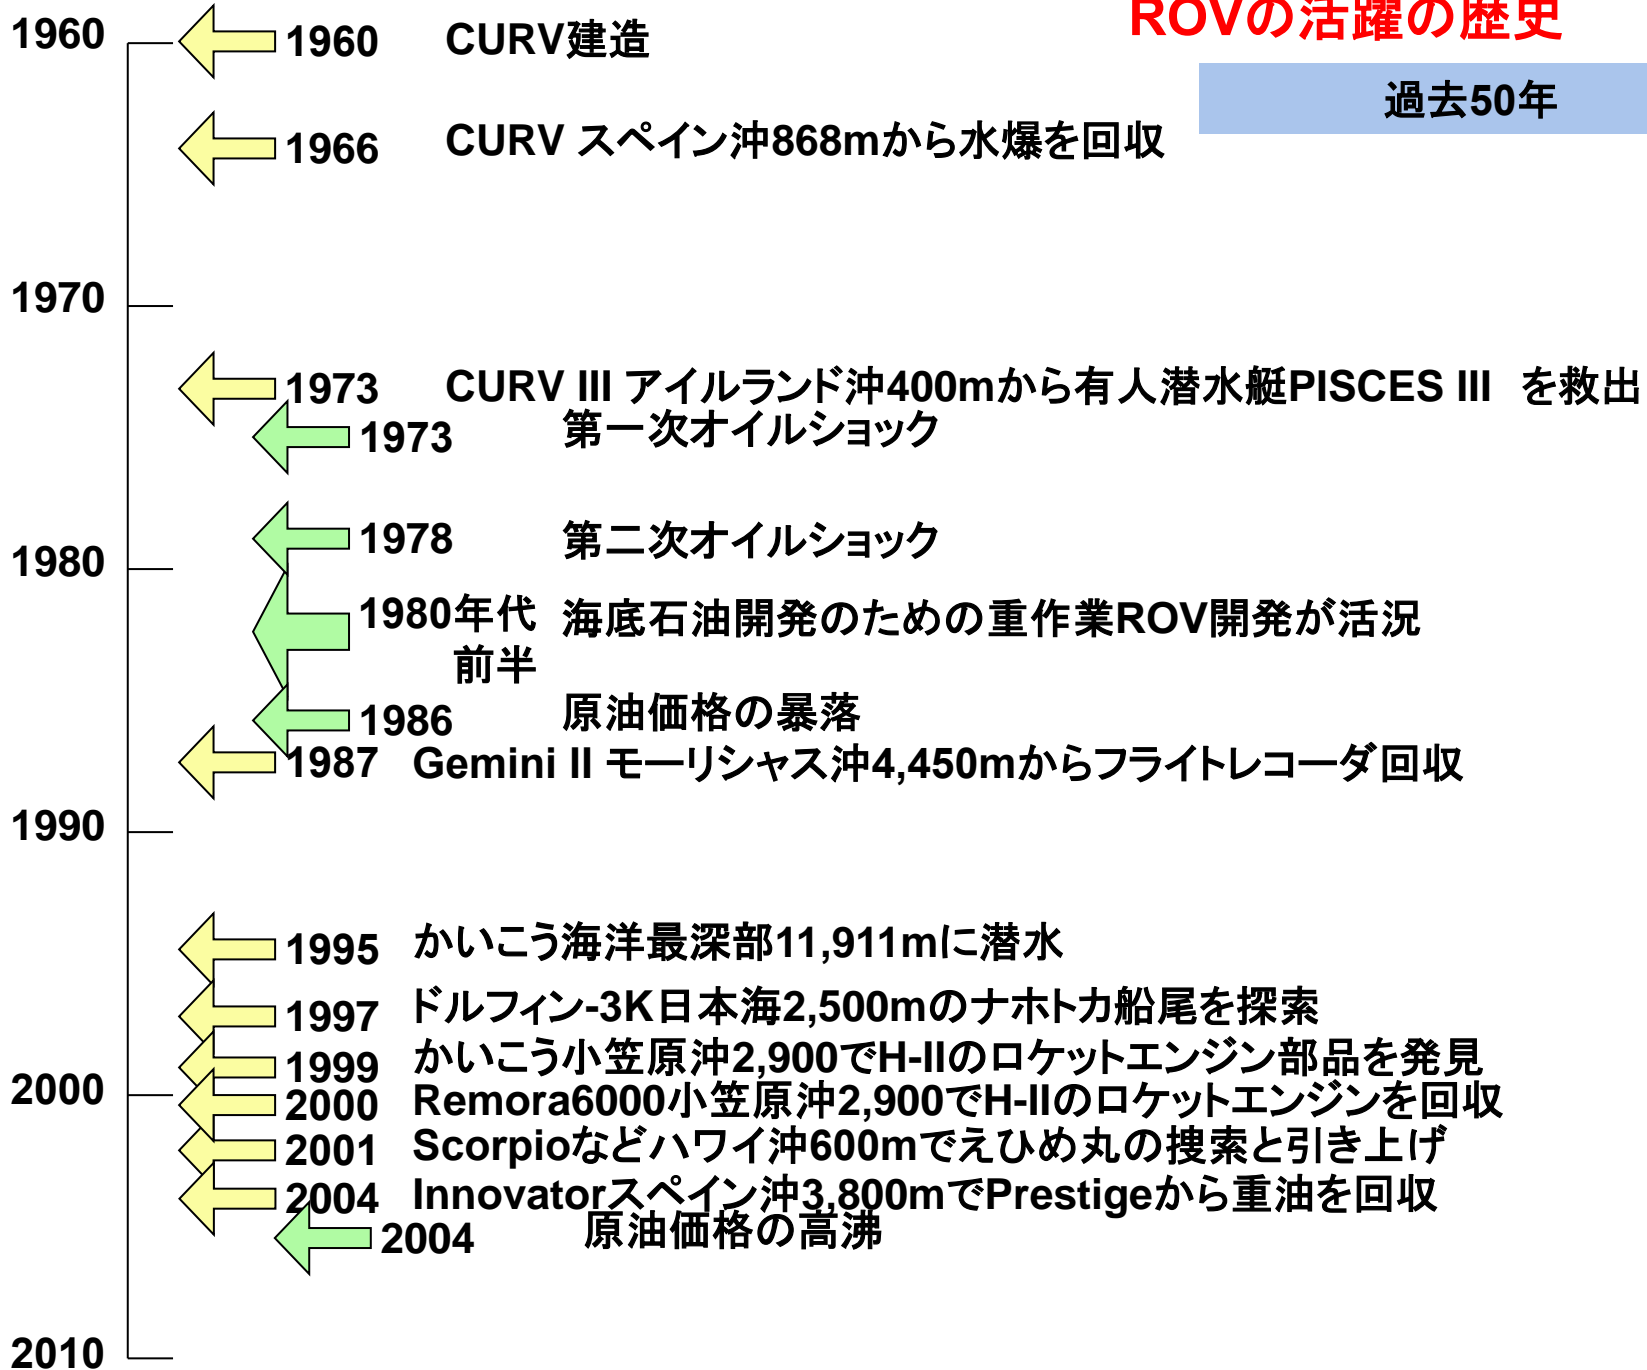 ROVの活躍の歴史
過去50年
1960
1960 CURV建造
1966 CURV スペイン沖868mから水爆を回収
1970
1973 CURV III アイルランド沖400mから有人潜水艇PISCES III を救出
1973 第一次オイルショック
1978 第二次オイルショック
1980
1980年代 海底石油開発のための重作業ROV開発が活況
前半
1986 原油価格の暴落
1987 Gemini II モーリシャス沖4,450mからフライトレコーダ回収
1990
1995 かいこう海洋最深部11,911mに潜水
1997 ドルフィン-3K日本海2,500mのナホトカ船尾を探索
1999 かいこう小笠原沖2,900でH-IIのロケットエンジン部品を発見
2000
2000 Remora6000小笠原沖2,900でH-IIのロケットエンジンを回収
2001 Scorpioなどハワイ沖600mでえひめ丸の捜索と引き上げ
2004 Innovatorスペイン沖3,800mでPrestigeから重油を回収
2004 原油価格の高沸
2010